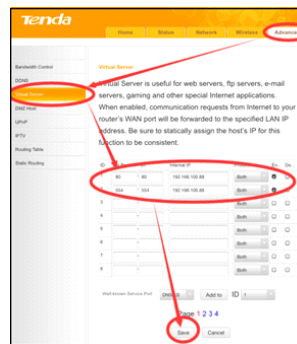 Tenda
Home Status Network Wireless Advance
Bandwidth Control
DDNS
Virtual Server
DMZ Host
UPnP
IPTV
Routing Table
Static Routing
Virtual Server
Virtual Server is useful for web servers, ftp servers, e-mail
servers, gaming and other special Internet applications.
When enabled, communication requests from Internet to your
router's WAN port will be forwarded to the specified LAN IP
address. Be sure to statically assign the host's IP for this
function to be consistent.
ID Internal IP En De
80 - 80 192.168.100.88 Both
554 - 554 192.168.100.88 Both
3 - Both
4 - Both
5 - Both
6 - Both
7 - Both
8 - Both
Well-known Service Port: Add to ID 1
Page 1 2 3 4
Save Cancel